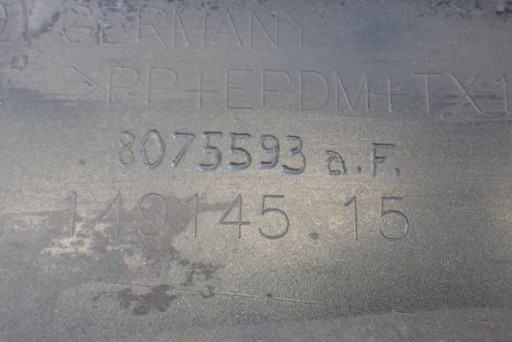 GERMANY
>PP+EPDM+TX1
8075593 a.F.
149145.15